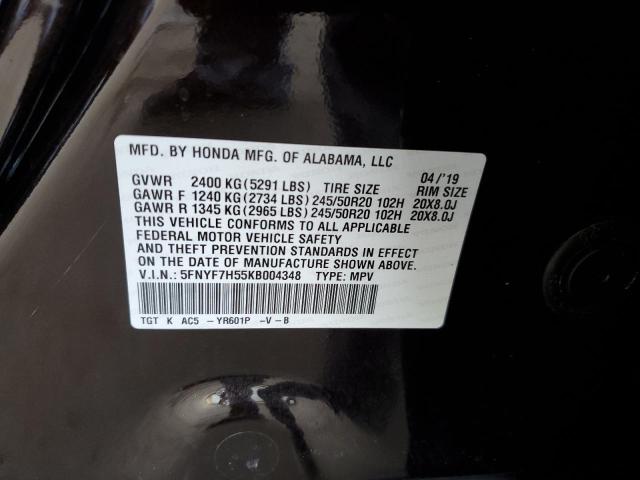 MFD. BY HONDA MFG. OF ALABAMA, LLC
04/'19
GVWR 2400 KG (5291 LBS) TIRE SIZE RIM SIZE
GAWR F 1240 KG (2734 LBS) 245/50R20 102H 20X8.0J
GAWR R 1345 KG (2965 LBS) 245/50R20 102H 20X8.0J
THIS VEHICLE CONFORMS TO ALL APPLICABLE
FEDERAL MOTOR VEHICLE SAFETY
AND THEFT PREVENTION STANDARDS IN EFFECT
ON THE DATE OF MANUFACTURE SHOWN ABOVE.
V.I.N.: 5FNYF7H55KB004348 TYPE: MPV
TGT K AC5 -YR601P -V-B